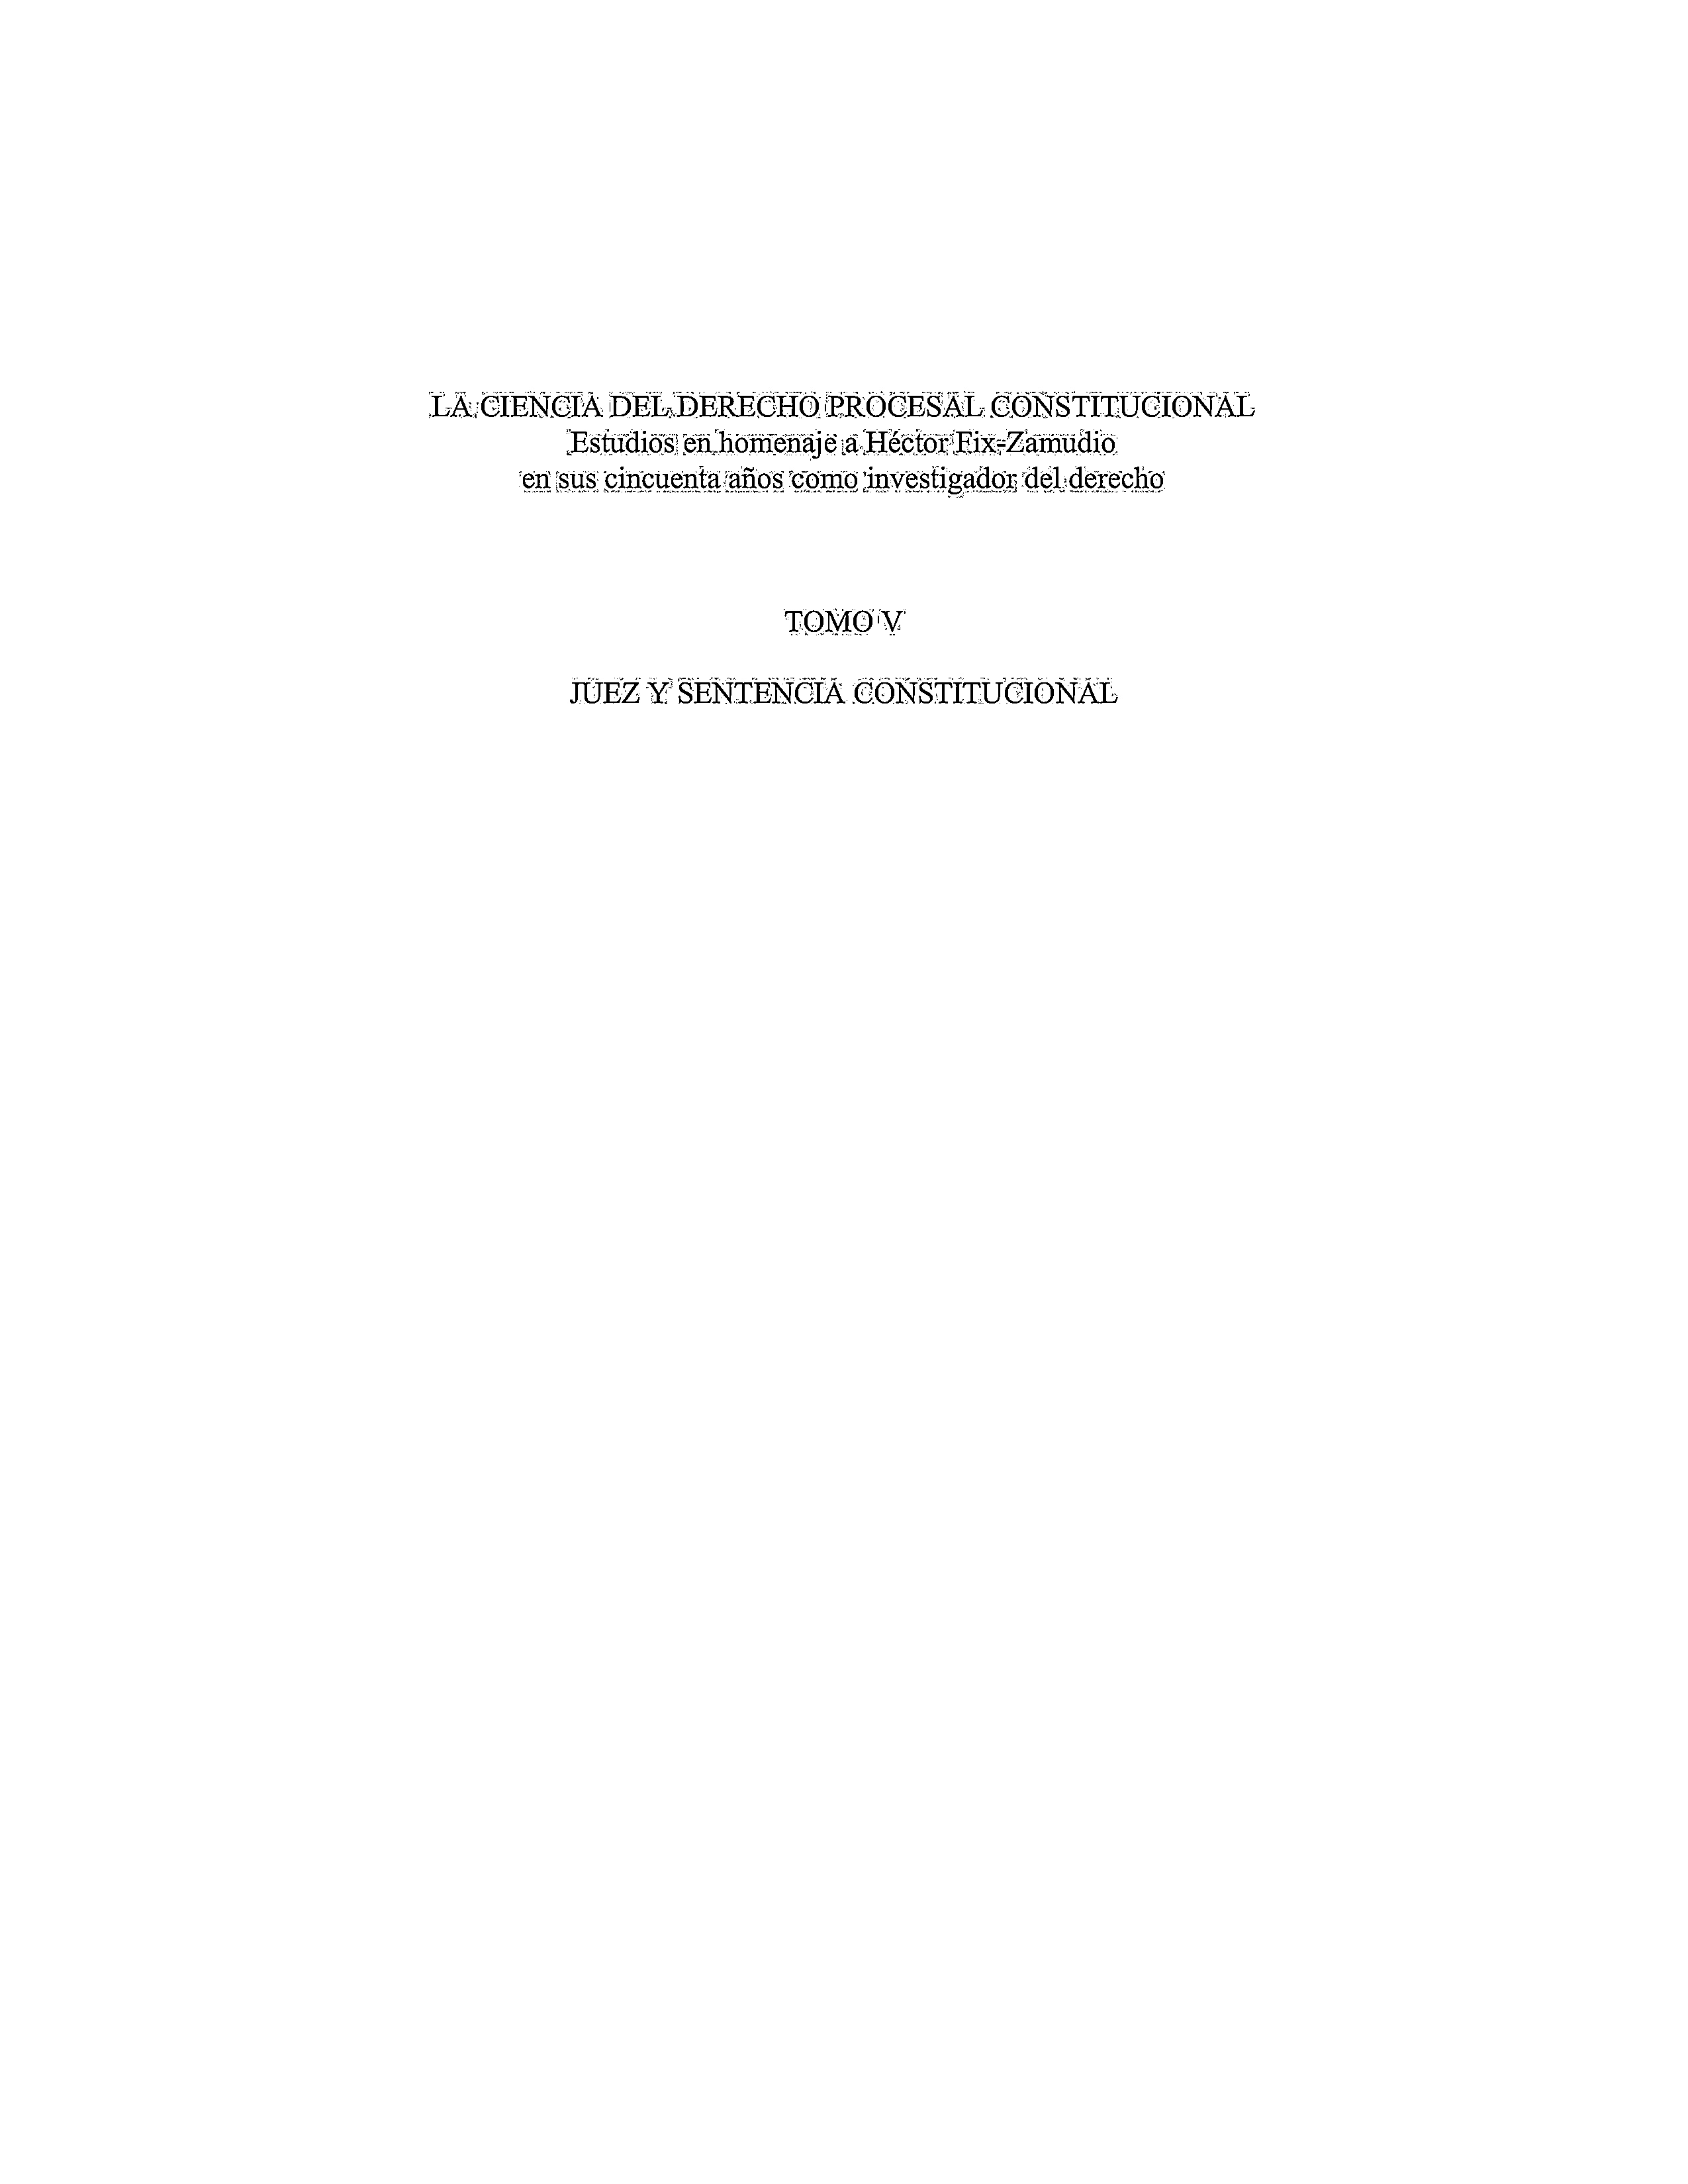 LA CIENCIA DEL DERECHO PROCESAL CONSTITUCIONAL
Estudios en homenaje a Héctor Fix-Zamudio
en sus cincuenta años como investigador del derecho
TOMO V
JUEZ Y SENTENCIA CONSTITUCIONAL